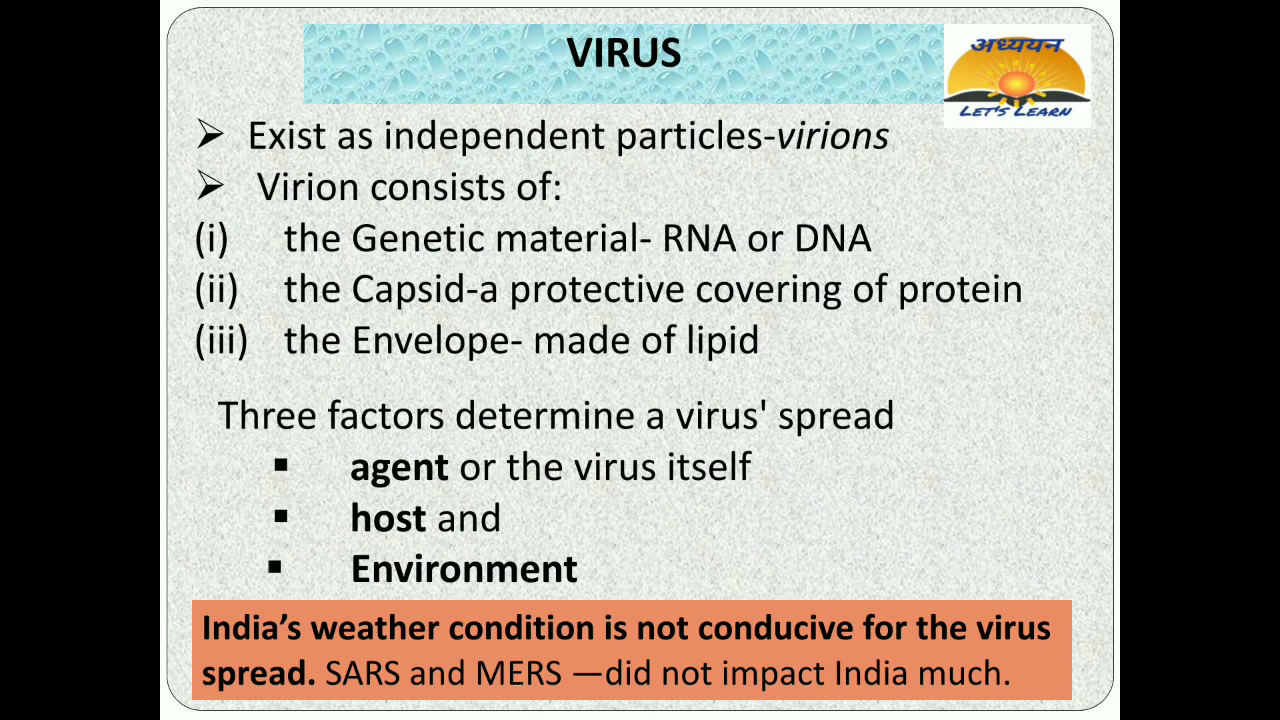 VIRUS
अध्ययन
LET'S LEARN
➢ Exist as independent particles-virions
➢ Virion consists of:
(i) the Genetic material- RNA or DNA
(ii) the Capsid-a protective covering of protein
(iii) the Envelope- made of lipid
Three factors determine a virus' spread
▪ agent or the virus itself
▪ host and
▪ Environment
India’s weather condition is not conducive for the virus
spread. SARS and MERS —did not impact India much.